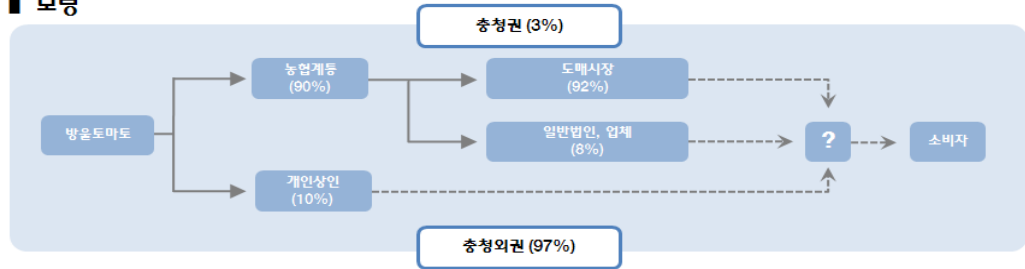 보령
충청권 (3%)
농협계통
(90%)
도매시장
(92%)
방울토마토
일반법인, 업체
(8%)
?
소비자
개인상인
(10%)
충청외권 (97%)